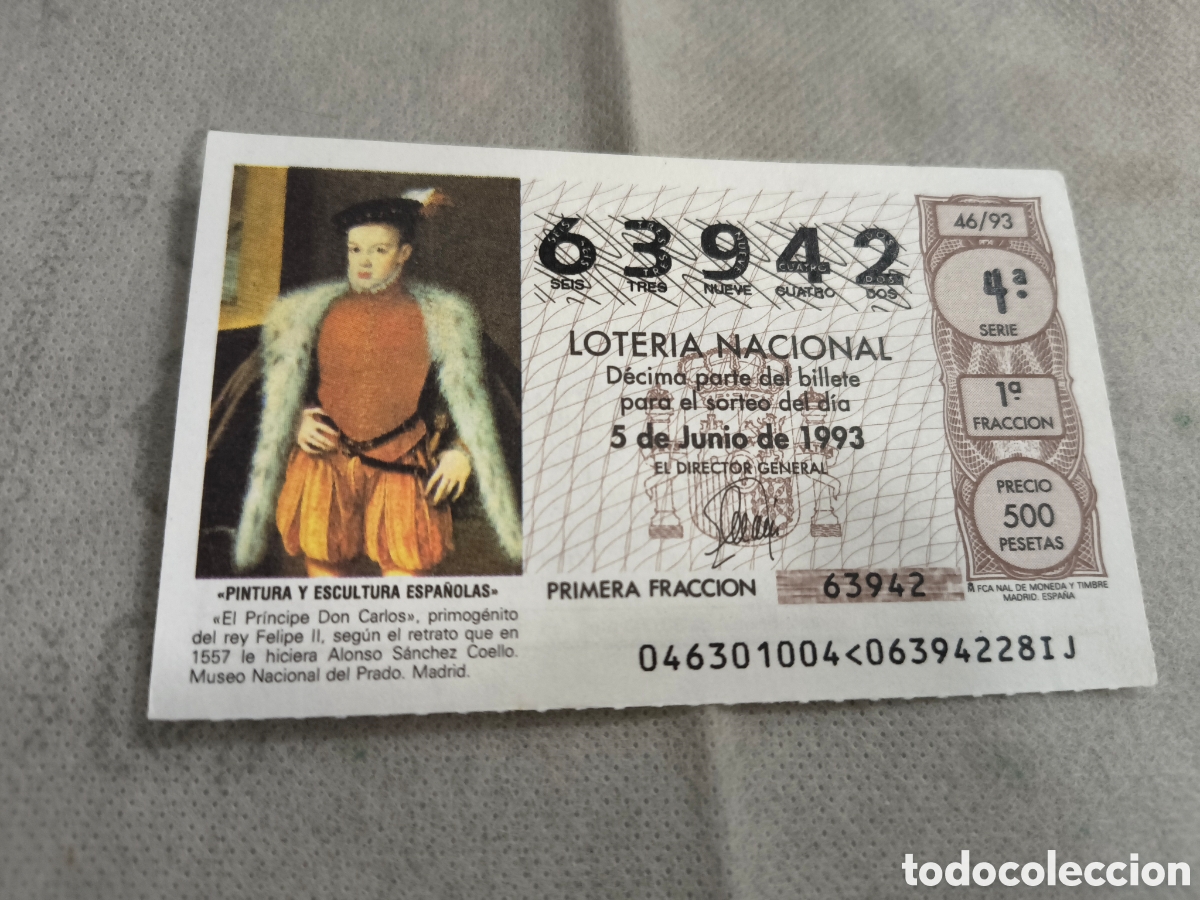 63942
SEIS TRES NUEVE CUATRO DOS
LOTERIA NACIONAL
Décima parte del billete
para el sorteo del día
5 de Junio de 1993
EL DIRECTOR GENERAL
PRIMERA FRACCION 63942
046301004<06394228IJ
46/93
4ª
SERIE
1ª
FRACCION
PRECIO
500
PESETAS
FCA NAL DE MONEDA Y TIMBRE
MADRID. ESPAÑA
«PINTURA Y ESCULTURA ESPAÑOLAS»
«El Príncipe Don Carlos», primogénito
del rey Felipe II, según el retrato que en
1557 le hiciera Alonso Sánchez Coello.
Museo Nacional del Prado. Madrid.
todocoleccion